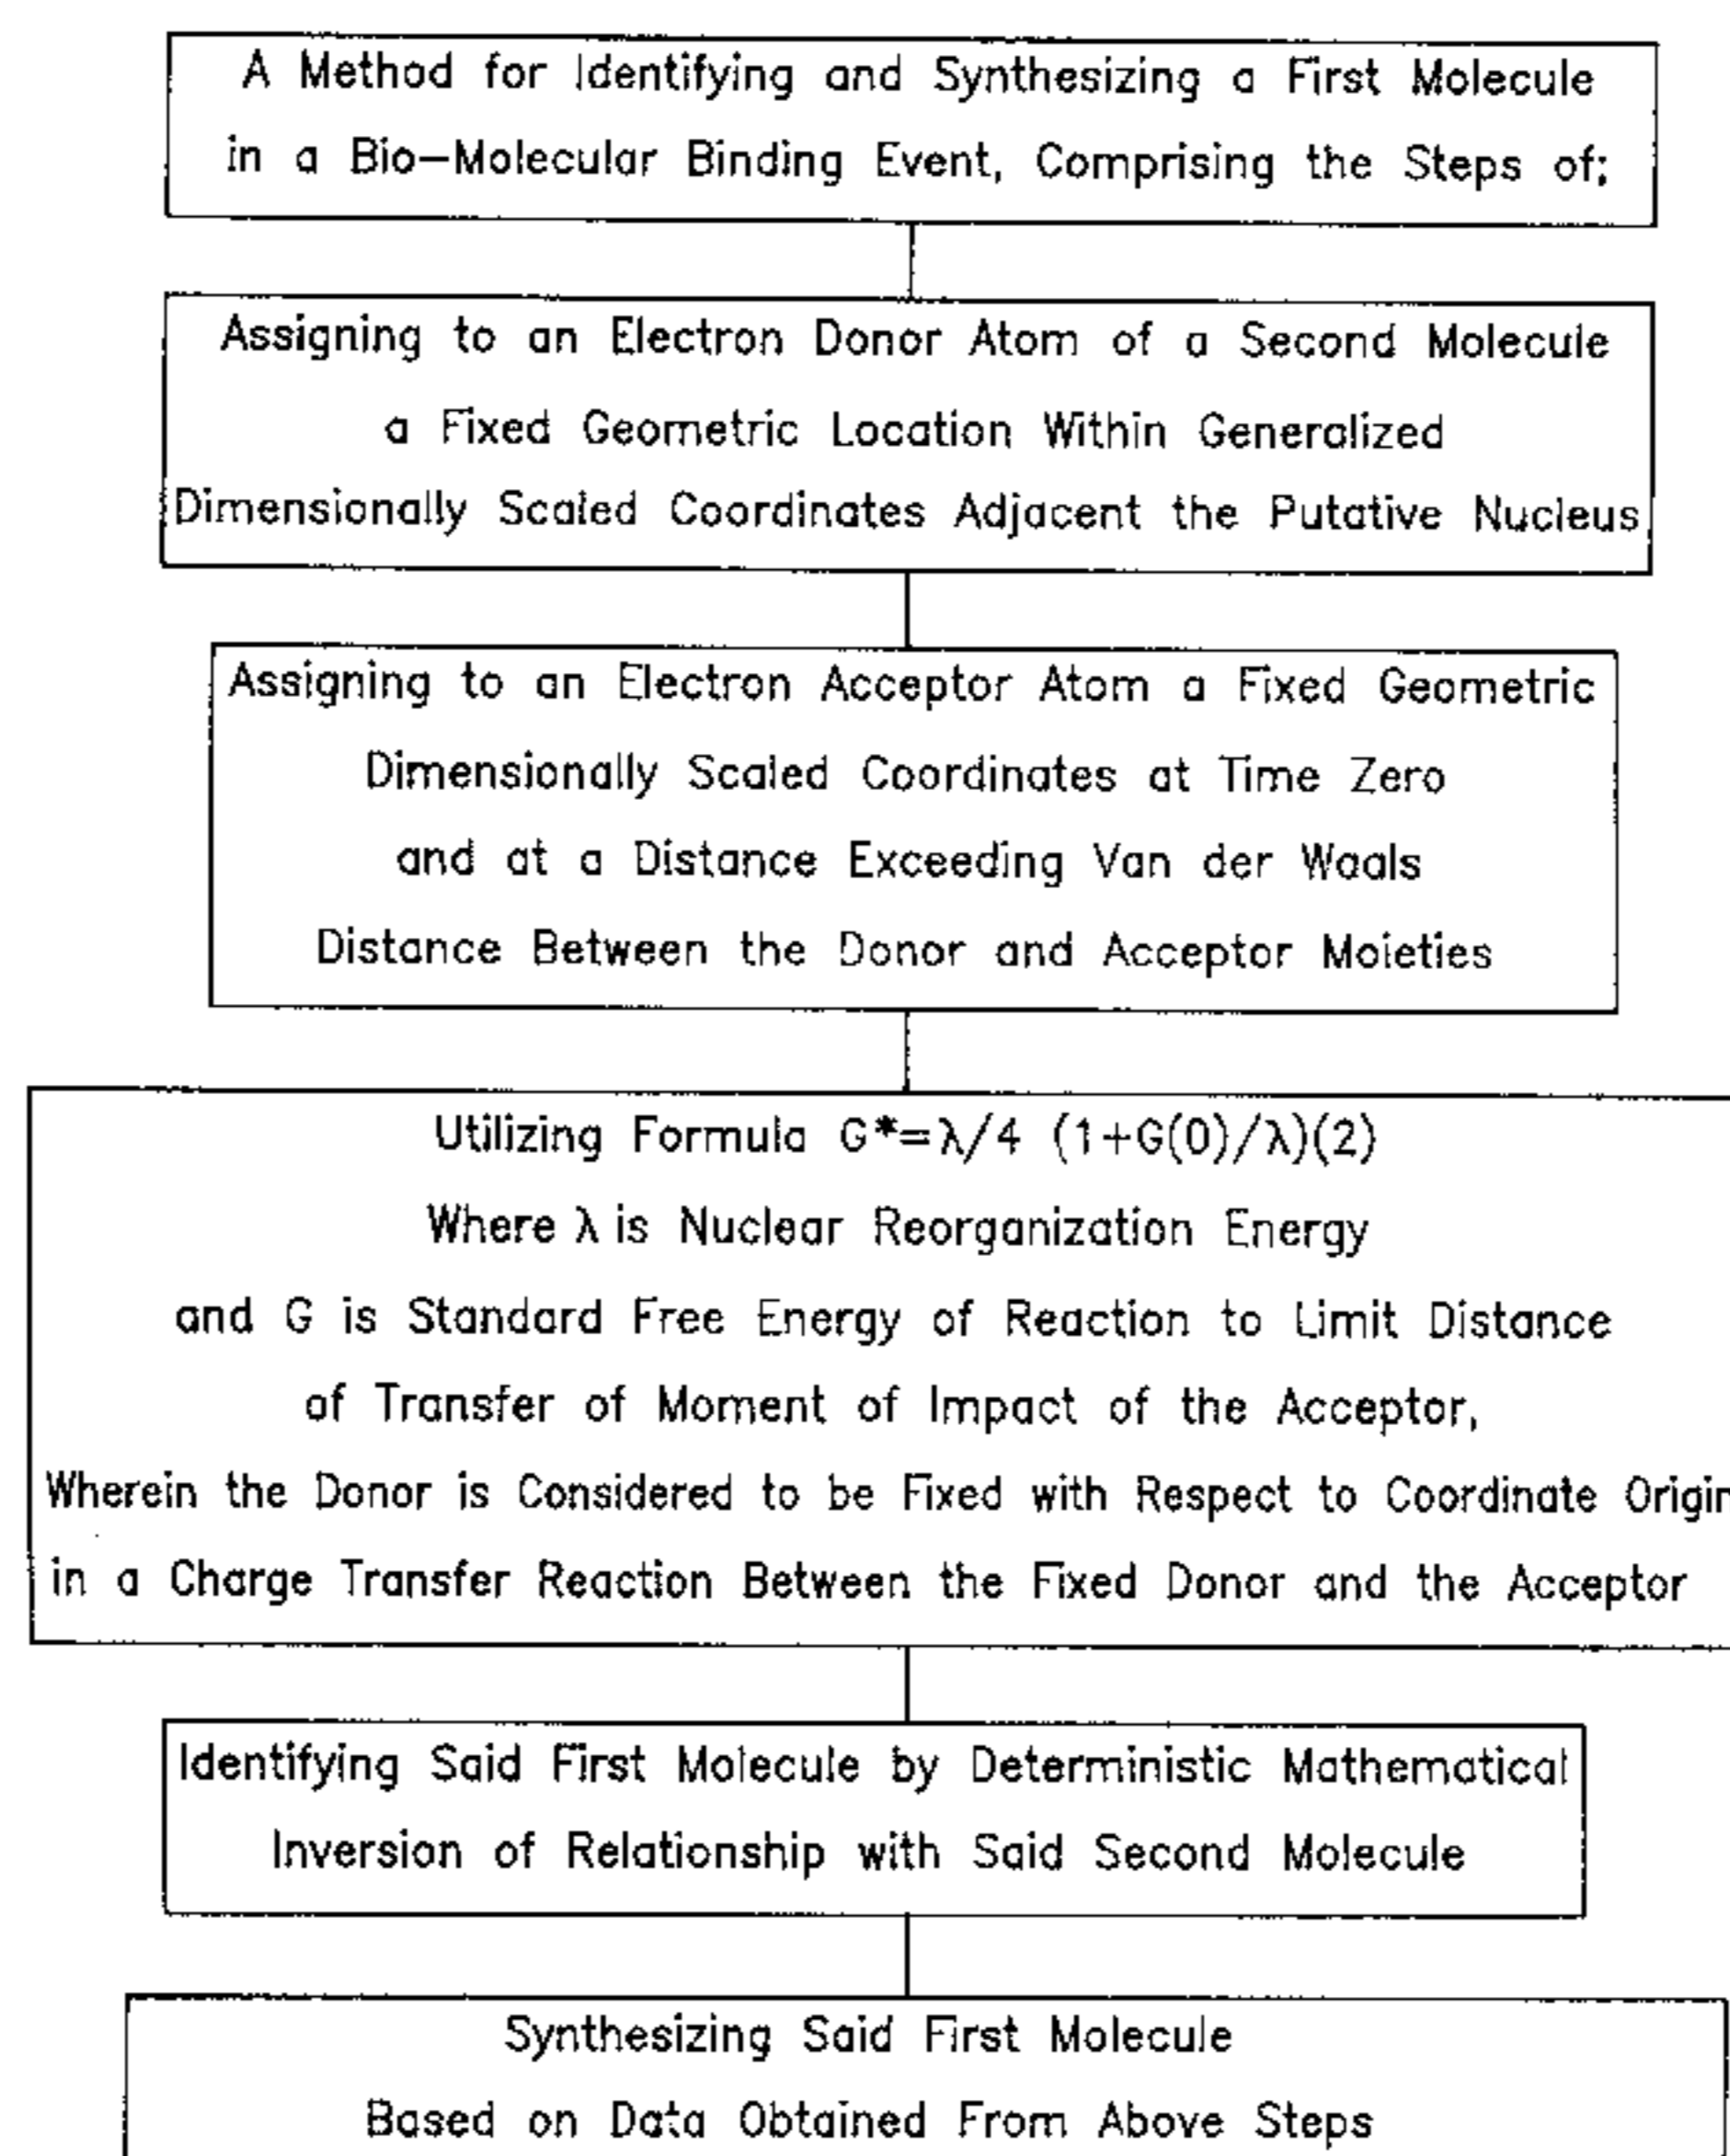 A Method for Identifying and Synthesizing a First Molecule
in a Bio-Molecular Binding Event, Comprising the Steps of;
Assigning to an Electron Donor Atom of a Second Molecule
a Fixed Geometric Location Within Generalized
Dimensionally Scaled Coordinates Adjacent the Putative Nucleus
Assigning to an Electron Acceptor Atom a Fixed Geometric
Dimensionally Scaled Coordinates at Time Zero
and at a Distance Exceeding Van der Waals
Distance Between the Donor and Acceptor Moieties
Utilizing Formula G*=λ/4 (1+G(0)/λ)(2)
Where λ is Nuclear Reorganization Energy
and G is Standard Free Energy of Reaction to Limit Distance
of Transfer of Moment of Impact of the Acceptor,
Wherein the Donor is Considered to be Fixed with Respect to Coordinate Origin
in a Charge Transfer Reaction Between the Fixed Donor and the Acceptor
Identifying Said First Molecule by Deterministic Mathematical
Inversion of Relationship with Said Second Molecule
Synthesizing Said First Molecule
Based on Data Obtained From Above Steps